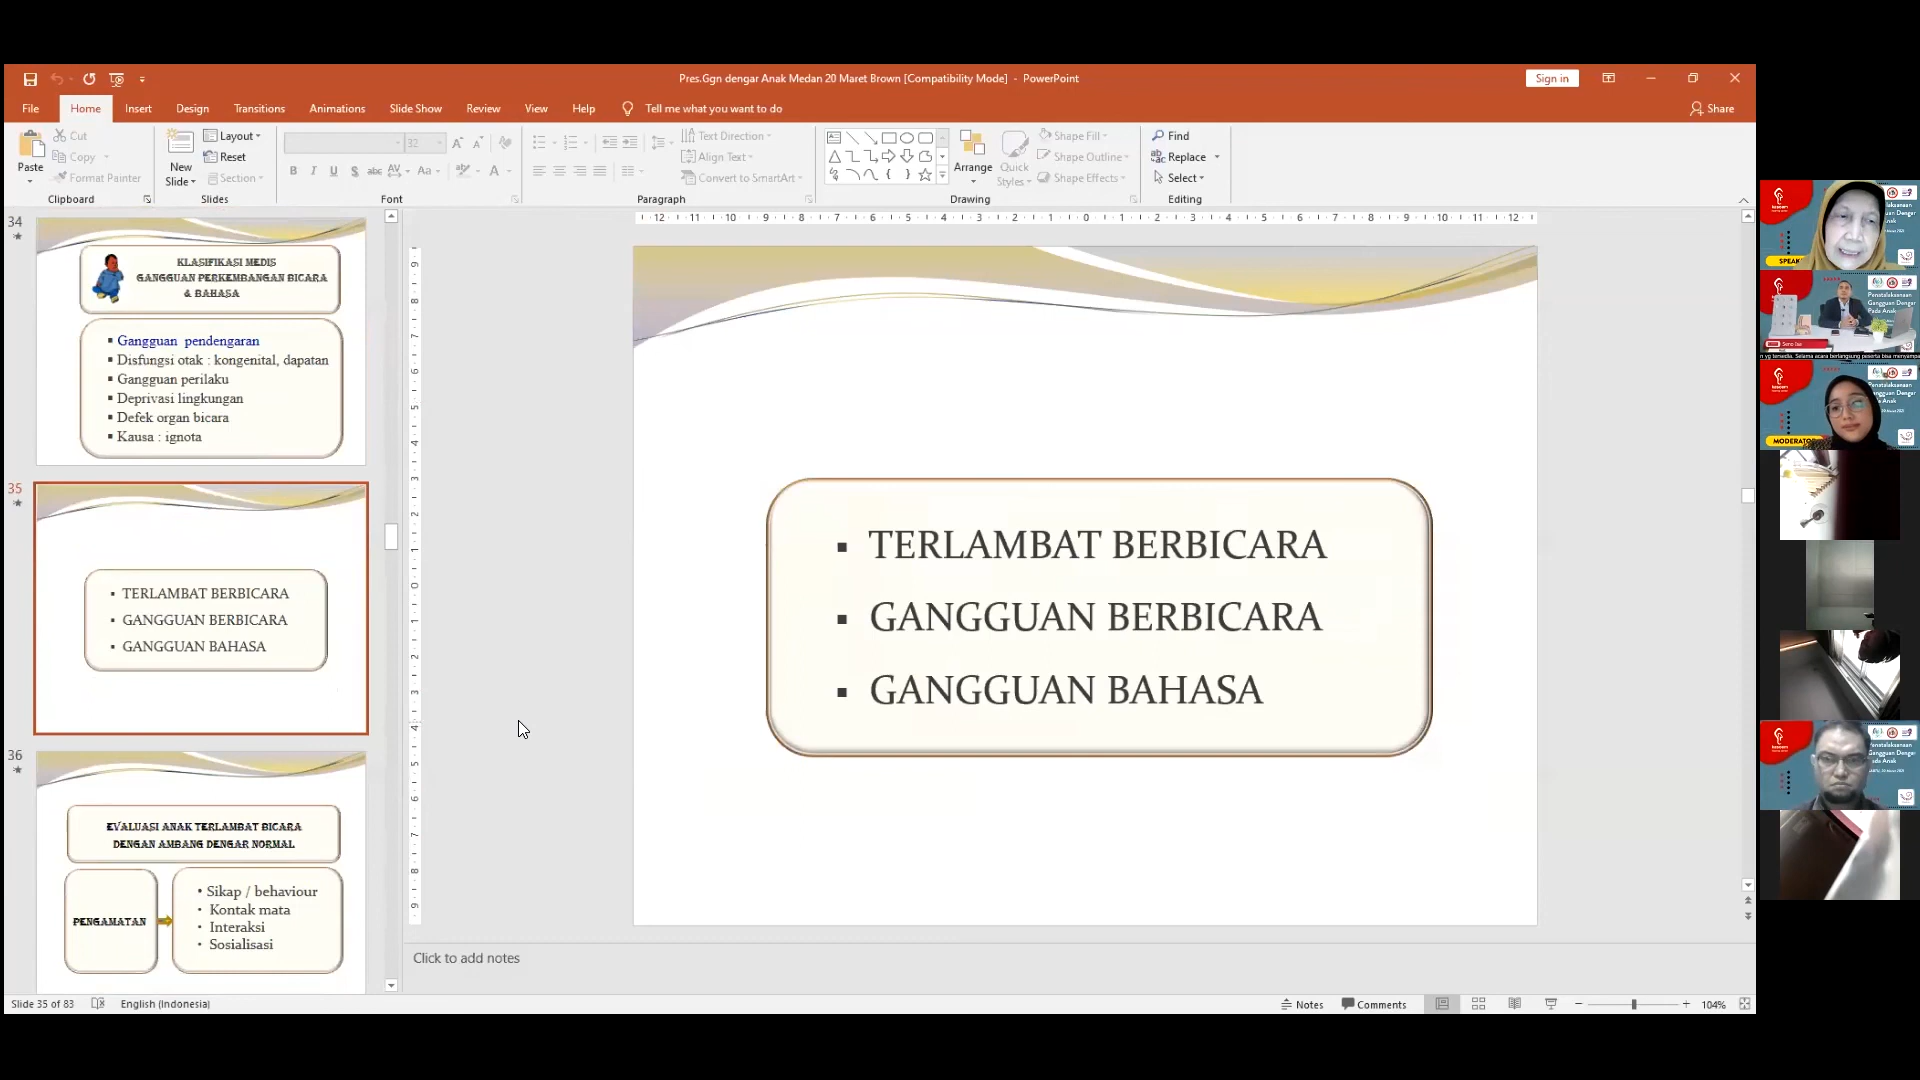 Pres.Ggn dengar Anak Medan 20 Maret Brown [Compatibility Mode] - PowerPoint
Sign in
File Home Insert Design Transitions Animations Slide Show Review View Help Tell me what you want to do
Share
Paste
Cut
Copy
Format Painter
Clipboard
New Slide
Layout
Reset
Section
Slides
32
Font
Text Direction
Align Text
Convert to SmartArt
Paragraph
Arrange
Quick Styles
Shape Fill
Shape Outline
Shape Effects
Drawing
Find
Replace
Select
Editing
34
KLASIFIKASI MEDIS
GANGGUAN PERKEMBANGAN BICARA
& BAHASA
Gangguan pendengaran
Disfungsi otak : kongenital, dapatan
Gangguan perilaku
Deprivasi lingkungan
Defek organ bicara
Kausa : ignota
35
TERLAMBAT BERBICARA
GANGGUAN BERBICARA
GANGGUAN BAHASA
36
EVALUASI ANAK TERLAMBAT BICARA
DENGAN AMBANG DENGAR NORMAL
PENGAMATAN
Sikap / behaviour
Kontak mata
Interaksi
Sosialisasi
TERLAMBAT BERBICARA
GANGGUAN BERBICARA
GANGGUAN BAHASA
Click to add notes
Slide 35 of 83
English (Indonesia)
Notes
Comments
104%
Penatalaksanaan
Gangguan Dengar
Pada Anak
MODERATOR